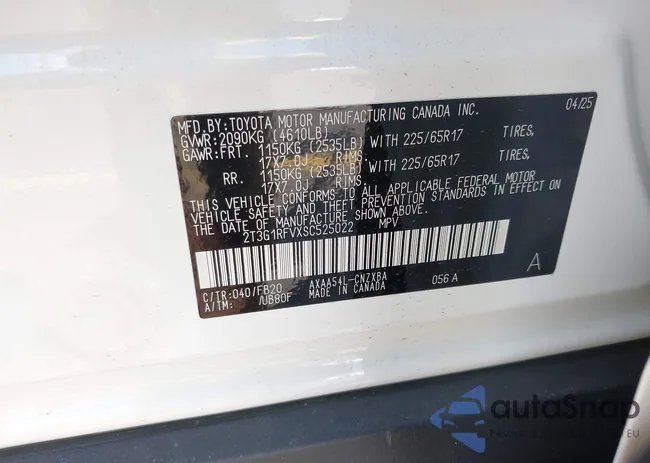 MFD.BY:TOYOTA MOTOR MANUFACTURING CANADA INC. 04/25
GVWR:2090KG (4610LB)
GAWR:FRT. 1150KG (2535LB) WITH 225/65R17 TIRES,
17X7.0J RIMS.
RR. 1150KG (2535LB) WITH 225/65R17 TIRES,
17X7.0J RIMS.
THIS VEHICLE CONFORMS TO ALL APPLICABLE FEDERAL MOTOR
VEHICLE SAFETY AND THEFT PREVENTION STANDARDS IN EFFECT ON
THE DATE OF MANUFACTURE SHOWN ABOVE.
2T3G1RFVXSC525022 MPV
C/TR:040/FB20 AXAA54L-CNZXBA 056 A A
A/TM: /UB80F MADE IN CANADA
autoSnap
EU